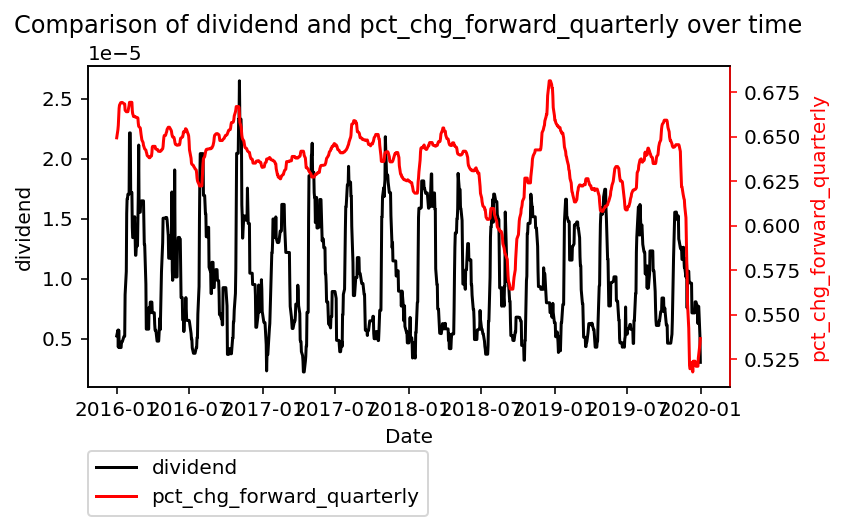 Comparison of dividend and pct_chg_forward_quarterly over time
1e−5
2.5
2.0
1.5
1.0
0.5
dividend
0.675
0.650
0.625
0.600
0.575
0.550
0.525
pct_chg_forward_quarterly
2016-01 2016-07 2017-01 2017-07 2018-01 2018-07 2019-01 2019-07 2020-01
Date
dividend
pct_chg_forward_quarterly